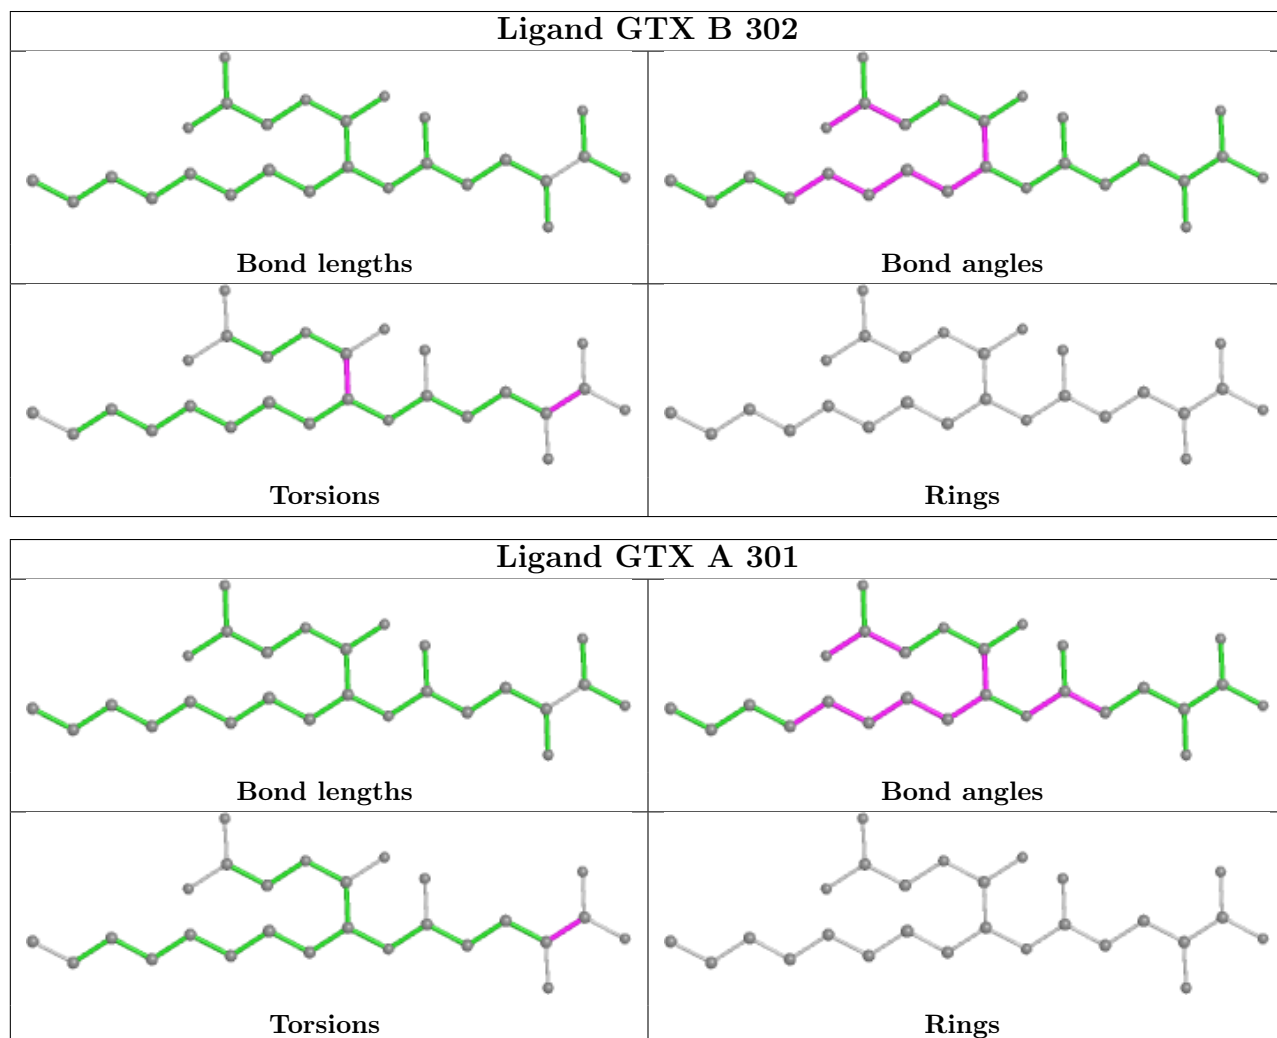 Ligand GTX B 302
Bond lengths
Bond angles
Torsions
Rings
Ligand GTX A 301
Bond lengths
Bond angles
Torsions
Rings